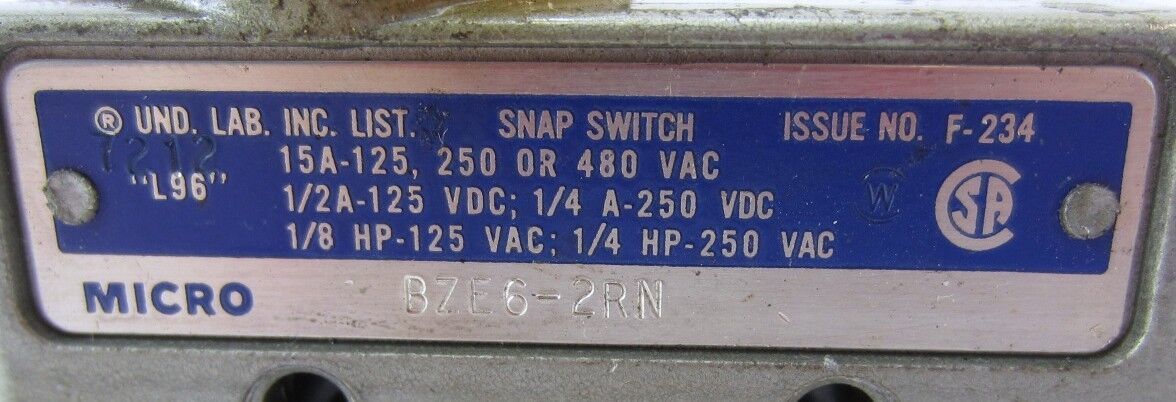 ® UND. LAB. INC. LIST. SNAP SWITCH ISSUE NO. F-234
7212
15A-125, 250 OR 480 VAC
"L96"
1/2A-125 VDC; 1/4 A-250 VDC
W
CSA
1/8 HP-125 VAC; 1/4 HP-250 VAC
MICRO
BZE6-2RN